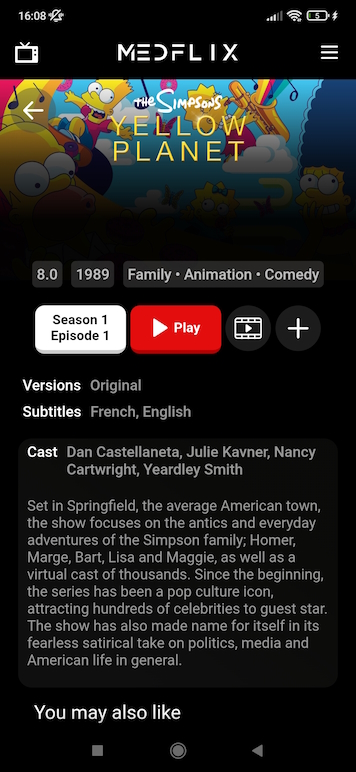 16:08
5
MEDFLIX
THE SIMPSONS
YELLOW
PLANET
8.0 1989 Family • Animation • Comedy
Season 1
Episode 1
Play
Versions Original
Subtitles French, English
Cast Dan Castellaneta, Julie Kavner, Nancy
Cartwright, Yeardley Smith
Set in Springfield, the average American town,
the show focuses on the antics and everyday
adventures of the Simpson family; Homer,
Marge, Bart, Lisa and Maggie, as well as a
virtual cast of thousands. Since the beginning,
the series has been a pop culture icon,
attracting hundreds of celebrities to guest star.
The show has also made name for itself in its
fearless satirical take on politics, media and
American life in general.
You may also like